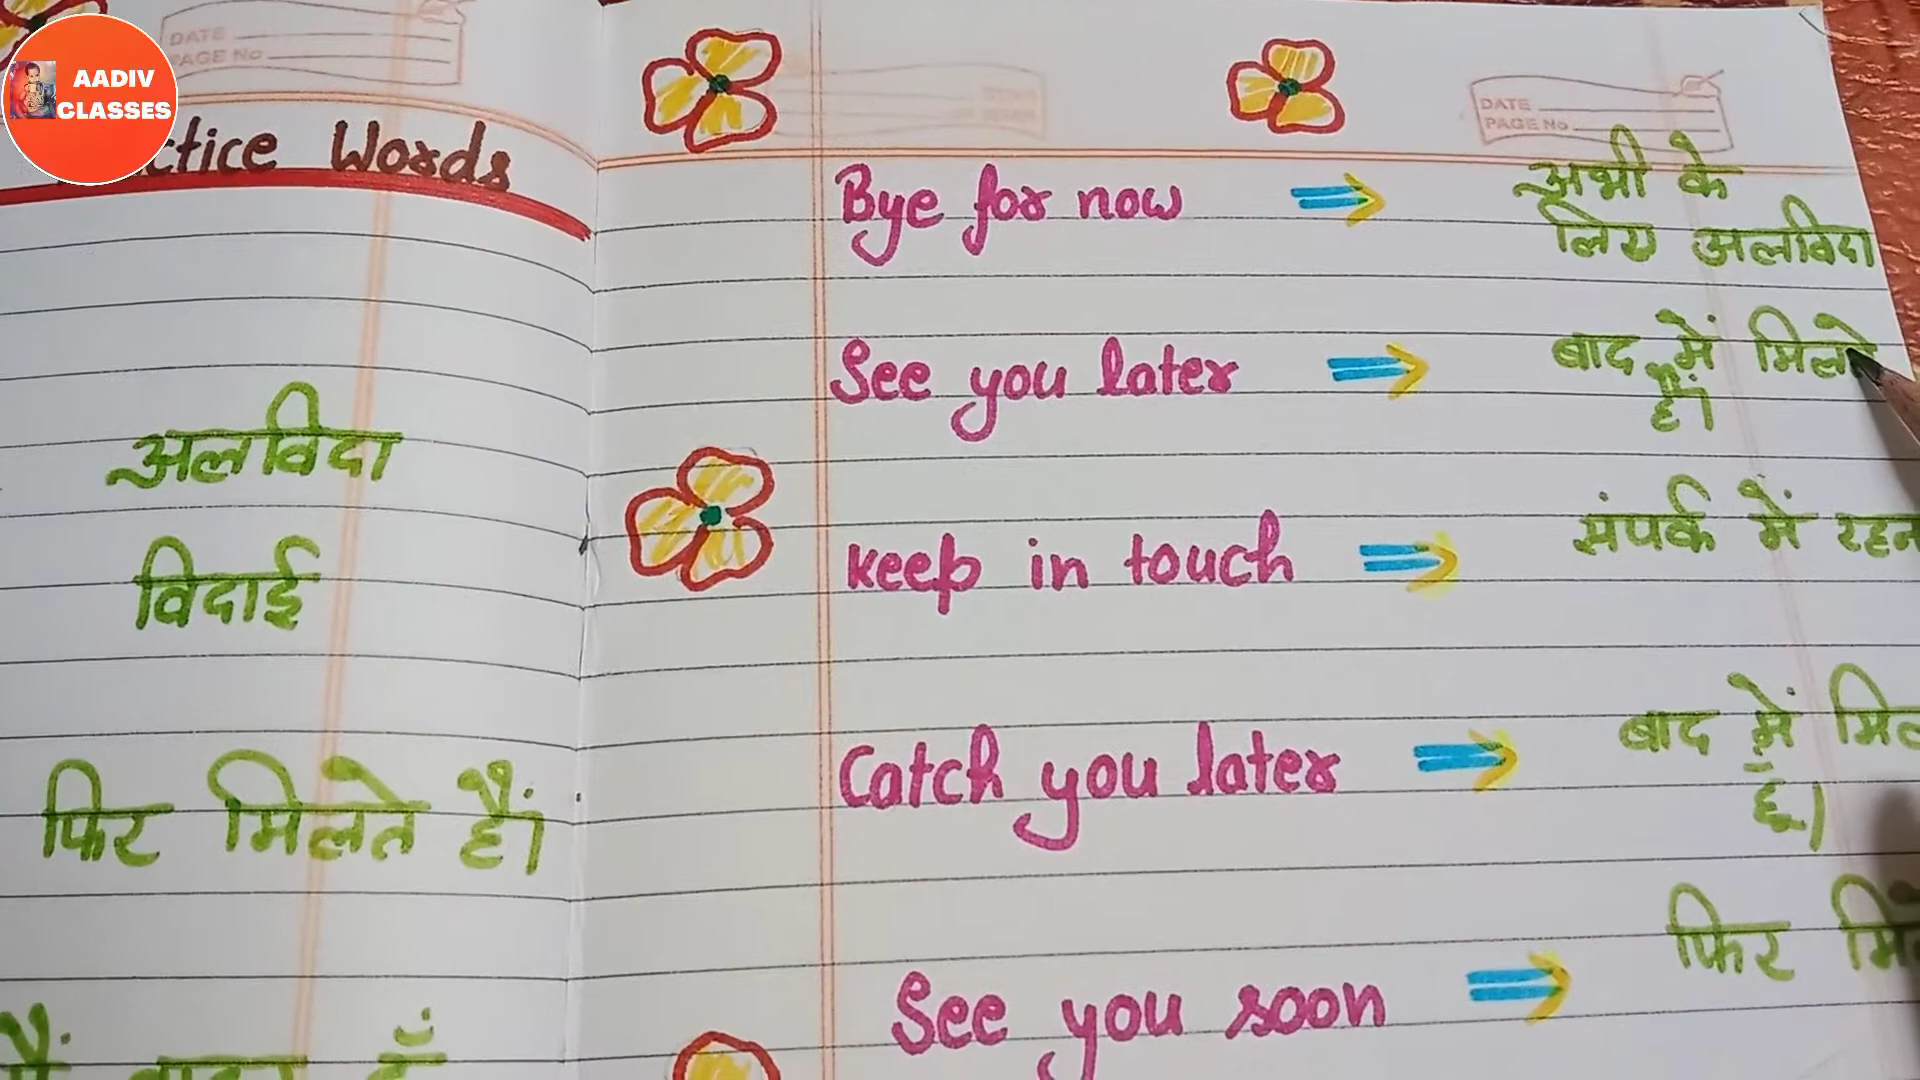 AADIV
CLASSES
DATE
PAGE No
ctice Words
अलविदा
विदाई
फिर मिलते हैं।
DATE
PAGE No
Bye for now
अभी के
लिए अलविदा
See you later
बाद में मिलते
हैं।
keep in touch
संपर्क में रहन
Catch you later
बाद में मिल
हैं।
See you soon
फिर